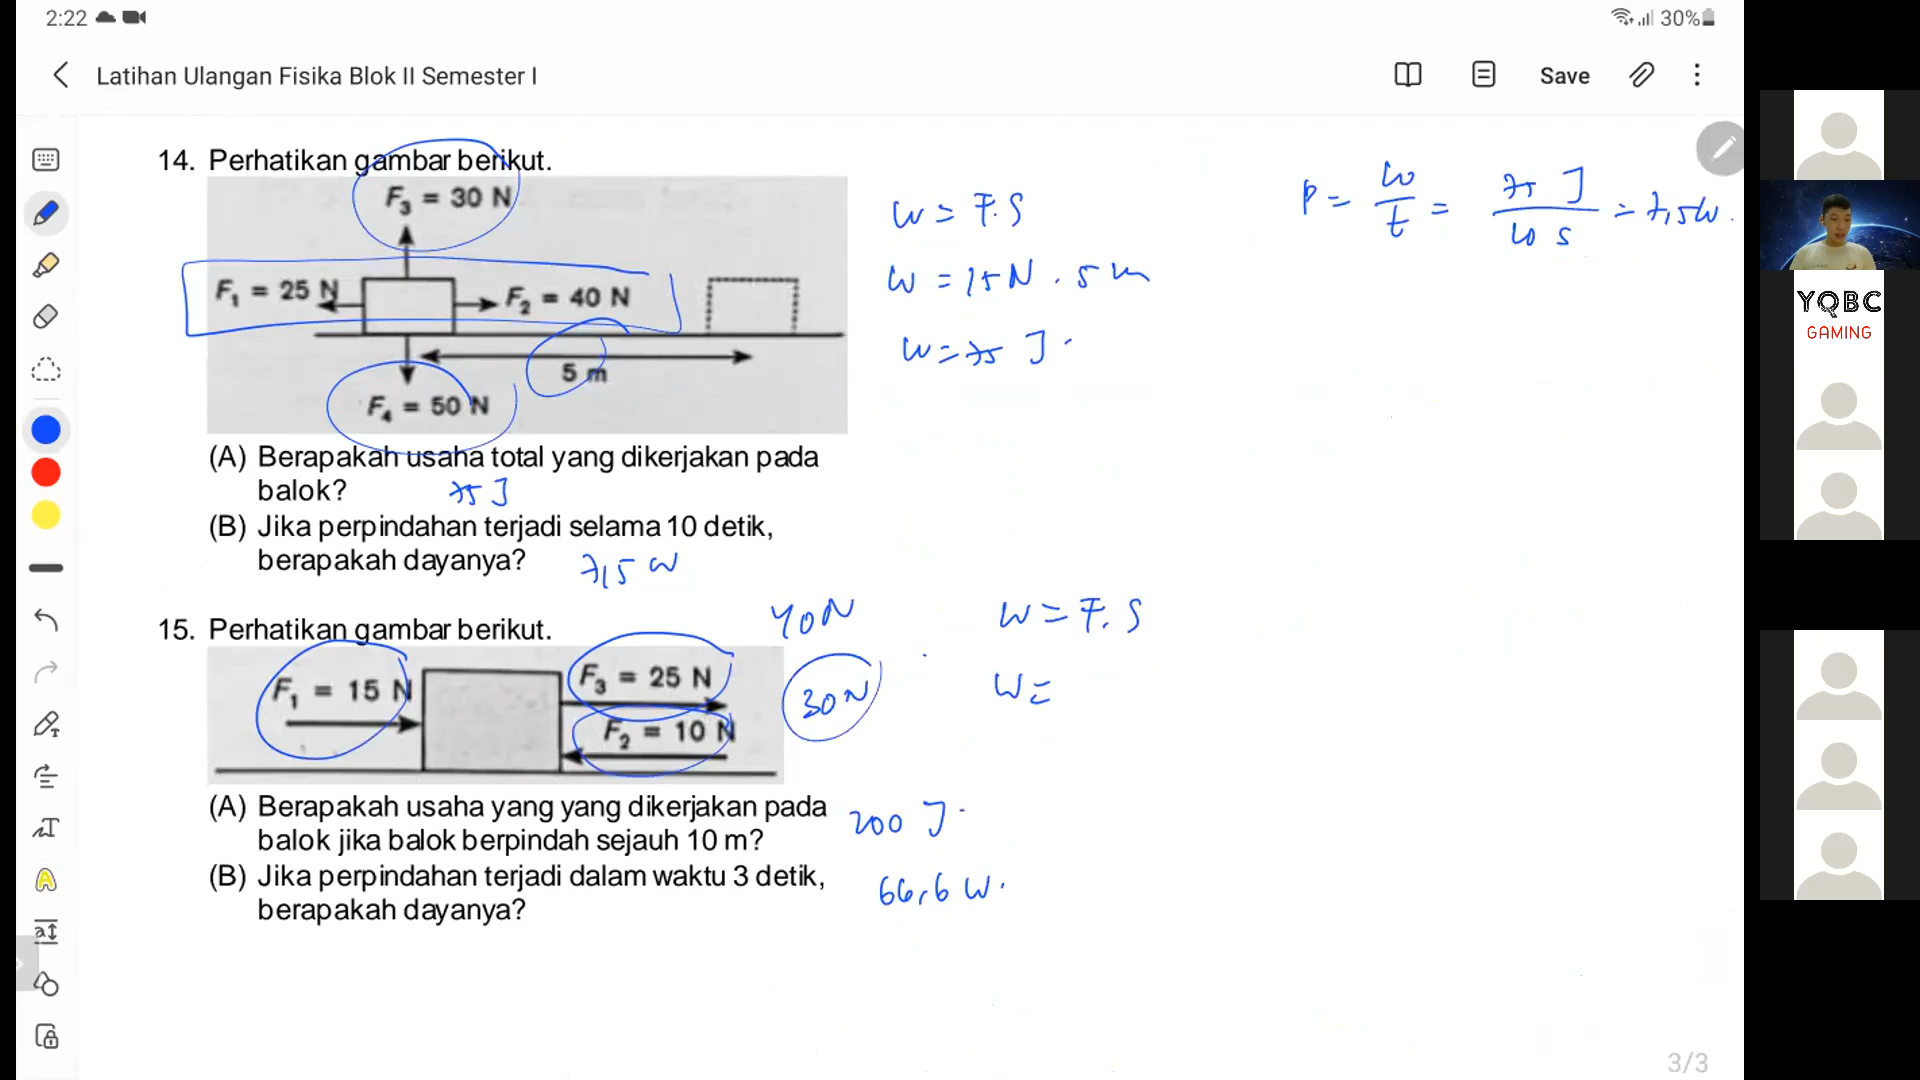 2:22
30%
Latihan Ulangan Fisika Blok II Semester I
Save
14. Perhatikan gambar berikut.
F3 = 30 N
F1 = 25 N
F2 = 40 N
5 m
F4 = 50 N
W = F.S
W = 15N . 5 m
W = 75 J.
P = W/t = 75 J / 10 s = 7,5W.
(A) Berapakah usaha total yang dikerjakan pada
balok? 75 J
(B) Jika perpindahan terjadi selama 10 detik,
berapakah dayanya? 7,5 W
15. Perhatikan gambar berikut.
40N
F1 = 15 N
F3 = 25 N
30N
F2 = 10 N
W = F.S
W=
(A) Berapakah usaha yang yang dikerjakan pada
balok jika balok berpindah sejauh 10 m? 200 J.
(B) Jika perpindahan terjadi dalam waktu 3 detik,
berapakah dayanya? 66,6 W.
3/3
YQBC
GAMING